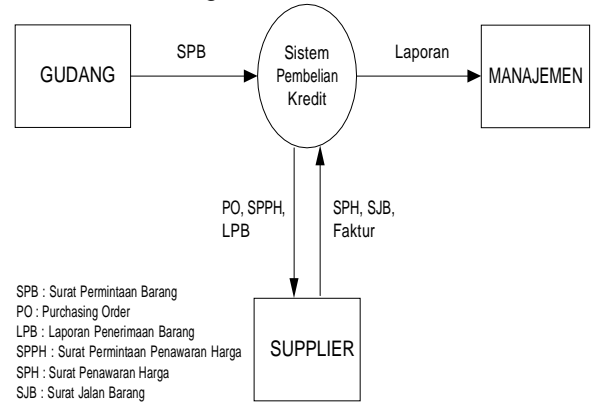 GUDANG
SPB
Sistem
Pembelian
Kredit
Laporan
MANAJEMEN
PO, SPPH,
LPB
SPH, SJB,
Faktur
SUPPLIER
SPB : Surat Permintaan Barang
PO : Purchasing Order
LPB : Laporan Penerimaan Barang
SPPH : Surat Permintaan Penawaran Harga
SPH : Surat Penawaran Harga
SJB : Surat Jalan Barang